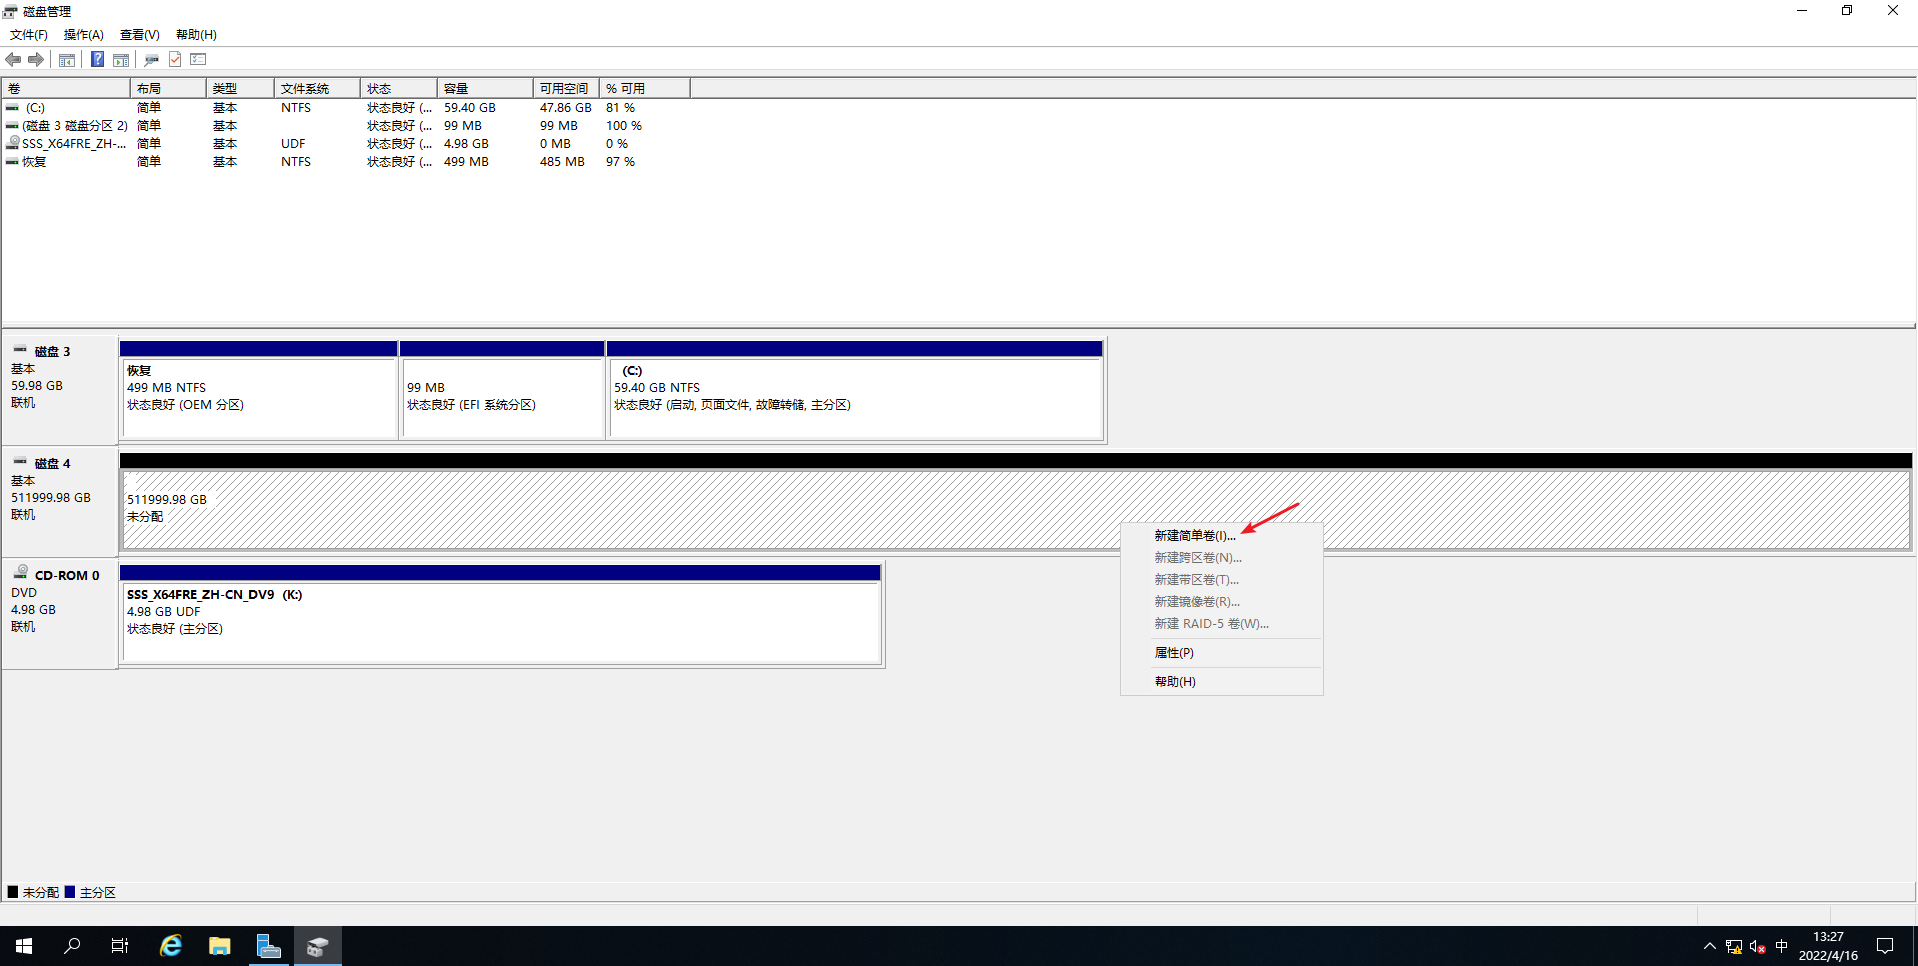 磁盘管理
文件(F) 操作(A) 查看(V) 帮助(H)
卷 布局 类型 文件系统 状态 容量 可用空间 % 可用
(C:) 简单 基本 NTFS 状态良好 (... 59.40 GB 47.86 GB 81 %
(磁盘 3 磁盘分区 2) 简单 基本 状态良好 (... 99 MB 99 MB 100 %
SSS_X64FRE_ZH-... 简单 基本 UDF 状态良好 (... 4.98 GB 0 MB 0 %
恢复 简单 基本 NTFS 状态良好 (... 499 MB 485 MB 97 %
磁盘 3
基本
59.98 GB
联机
恢复
499 MB NTFS
状态良好 (OEM 分区)
99 MB
状态良好 (EFI 系统分区)
(C:)
59.40 GB NTFS
状态良好 (启动, 页面文件, 故障转储, 主分区)
磁盘 4
基本
511999.98 GB
联机
511999.98 GB
未分配
新建简单卷(I)...
新建跨区卷(N)...
新建带区卷(T)...
新建镜像卷(R)...
新建 RAID-5 卷(W)...
属性(P)
帮助(H)
CD-ROM 0
DVD
4.98 GB
联机
SSS_X64FRE_ZH-CN_DV9 (K:)
4.98 GB UDF
状态良好 (主分区)
未分配 主分区
中
13:27
2022/4/16